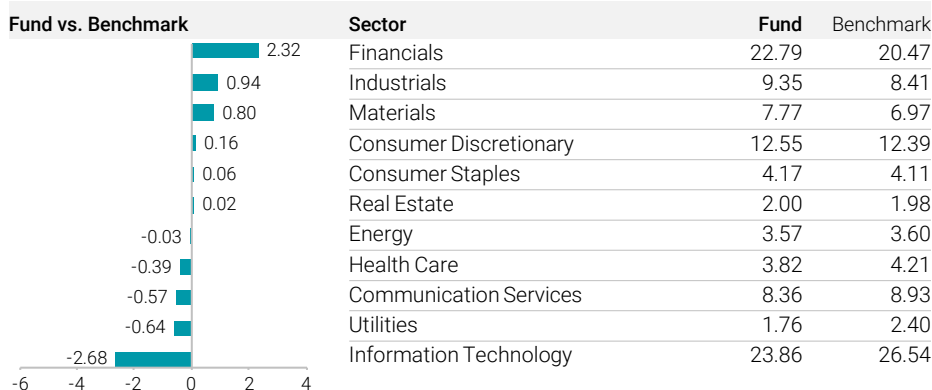 Fund vs. Benchmark Sector Fund Benchmark
2.32 Financials 22.79 20.47
0.94 Industrials 9.35 8.41
0.80 Materials 7.77 6.97
0.16 Consumer Discretionary 12.55 12.39
0.06 Consumer Staples 4.17 4.11
0.02 Real Estate 2.00 1.98
-0.03 Energy 3.57 3.60
-0.39 Health Care 3.82 4.21
-0.57 Communication Services 8.36 8.93
-0.64 Utilities 1.76 2.40
-2.68 Information Technology 23.86 26.54
-6 -4 -2 0 2 4